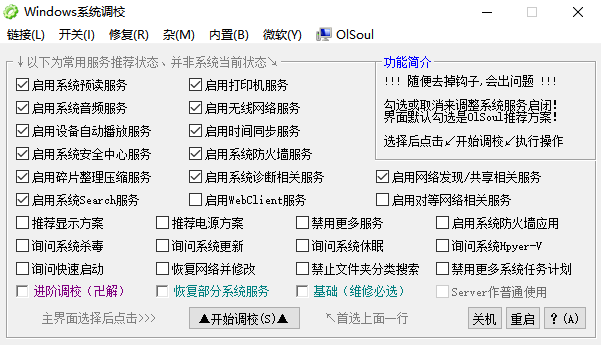 Windows系统调校
链接(L) 开关(I) 修复(R) 杂(M) 内置(B) 微软(Y) OlSoul
↓以下为常用服务推荐状态、并非系统当前状态↘ 功能简介
启用系统预读服务 启用打印机服务 !!! 随便去掉钩子,会出问题 !!!
启用系统音频服务 启用无线网络服务 勾选或取消来调整系统服务启闭!
界面默认勾选是OlSoul推荐方案!
启用设备自动播放服务 启用时间同步服务 选择后点击↙开始调校↙执行操作
启用系统安全中心服务 启用系统防火墙服务
启用碎片整理压缩服务 启用系统诊断相关服务 启用网络发现/共享相关服务
启用系统Search服务 启用WebClient服务 启用对等网络相关服务
推荐显示方案 推荐电源方案 禁用更多服务 启用系统防火墙应用
询问系统杀毒 询问系统更新 询问系统休眠 询问系统Hpyer-V
询问快速启动 恢复网络并修改 禁止文件夹分类搜索 禁用更多系统任务计划
进阶调校（卍解） 恢复部分系统服务 基础（维修必选） Server作普通使用
主界面选择后点击>>> ▲开始调校(S)▲ ↖首选上面一行 关机 重启 ?(A)